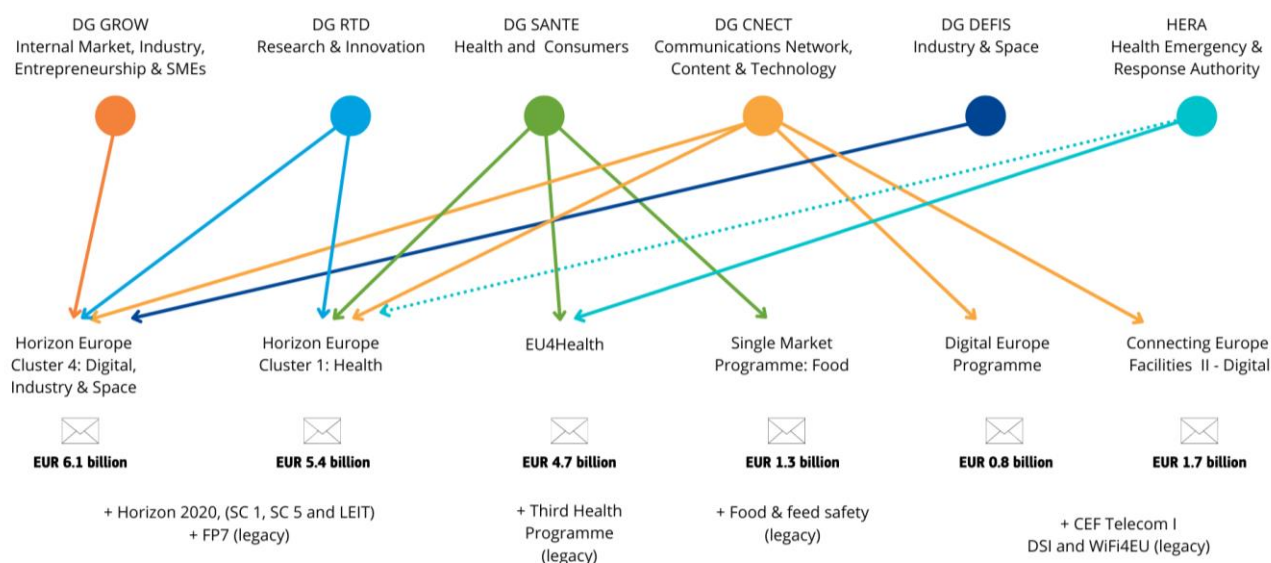 DG GROW
Internal Market, Industry,
Entrepreneurship & SMEs
DG RTD
Research & Innovation
DG SANTE
Health and Consumers
DG CNECT
Communications Network,
Content & Technology
DG DEFIS
Industry & Space
HERA
Health Emergency &
Response Authority
Horizon Europe
Cluster 4: Digital,
Industry & Space
Horizon Europe
Cluster 1: Health
EU4Health
Single Market
Programme: Food
Digital Europe
Programme
Connecting Europe
Facilities II - Digital
EUR 6.1 billion
EUR 5.4 billion
EUR 4.7 billion
EUR 1.3 billion
EUR 0.8 billion
EUR 1.7 billion
+ Horizon 2020, (SC 1, SC 5 and LEIT)
+ FP7 (legacy)
+ Third Health
Programme
(legacy)
+ Food & feed safety
(legacy)
+ CEF Telecom I
DSI and WiFi4EU (legacy)